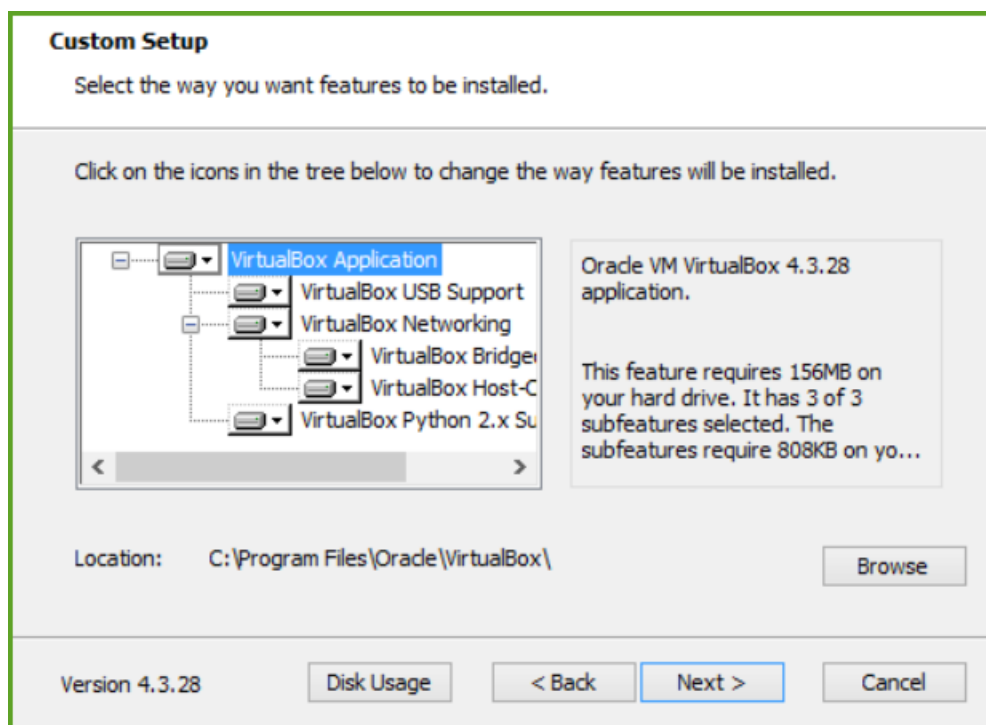 Custom Setup
Select the way you want features to be installed.
Click on the icons in the tree below to change the way features will be installed.
VirtualBox Application
VirtualBox USB Support
VirtualBox Networking
VirtualBox Bridge
VirtualBox Host-C
VirtualBox Python 2.x Su
Oracle VM VirtualBox 4.3.28
application.
This feature requires 156MB on
your hard drive. It has 3 of 3
subfeatures selected. The
subfeatures require 808KB on yo...
Location: C:\Program Files\Oracle\VirtualBox\
Browse
Version 4.3.28
Disk Usage
< Back
Next >
Cancel